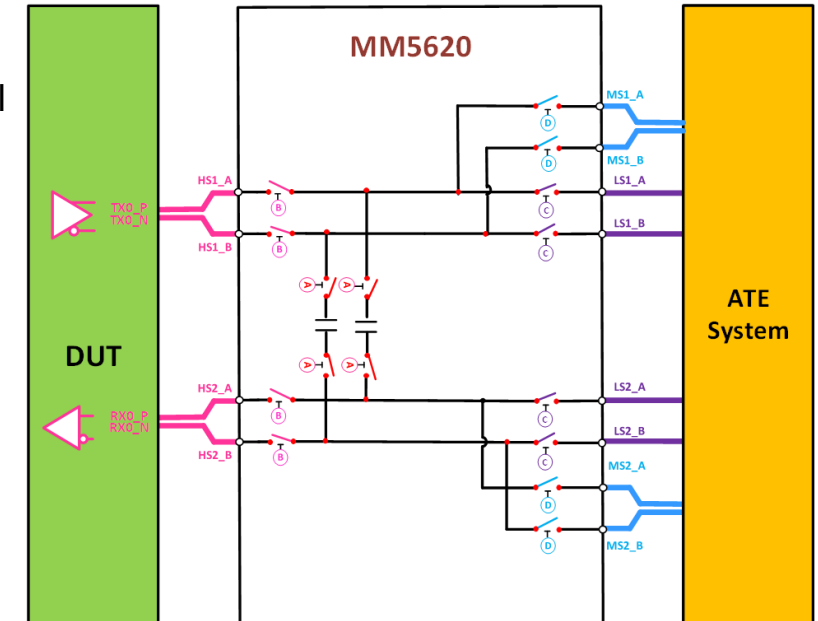 MM5620
MS1_A
D
MS1_B
D
HS1_A
LS1_A
B
C
TX0_P
TX0_N
HS1_B
LS1_B
B
C
A
A
ATE
System
DUT
A
A
HS2_A
LS2_A
B
C
RX0_P
RX0_N
HS2_B
LS2_B
B
C
MS2_A
D
MS2_B
D